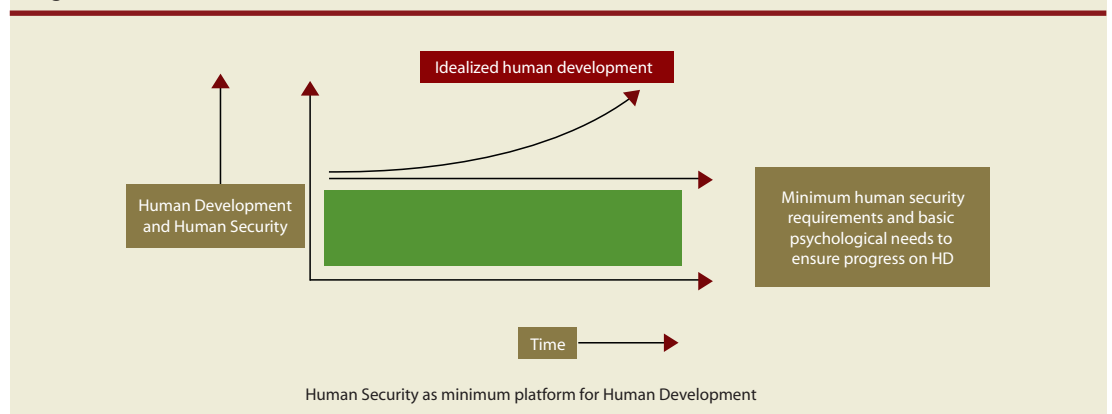 Idealized human development
Human Development
and Human Security
Minimum human security
requirements and basic
psychological needs to
ensure progress on HD
Time
Human Security as minimum platform for Human Development